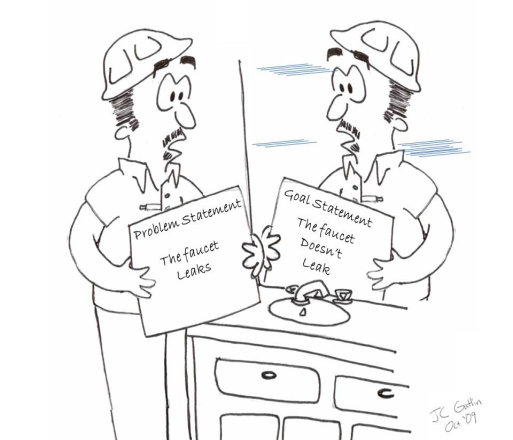 Problem Statement
The faucet
Leaks
Goal Statement
The faucet
Doesn't
Leak
JC Gattin
Oct '09